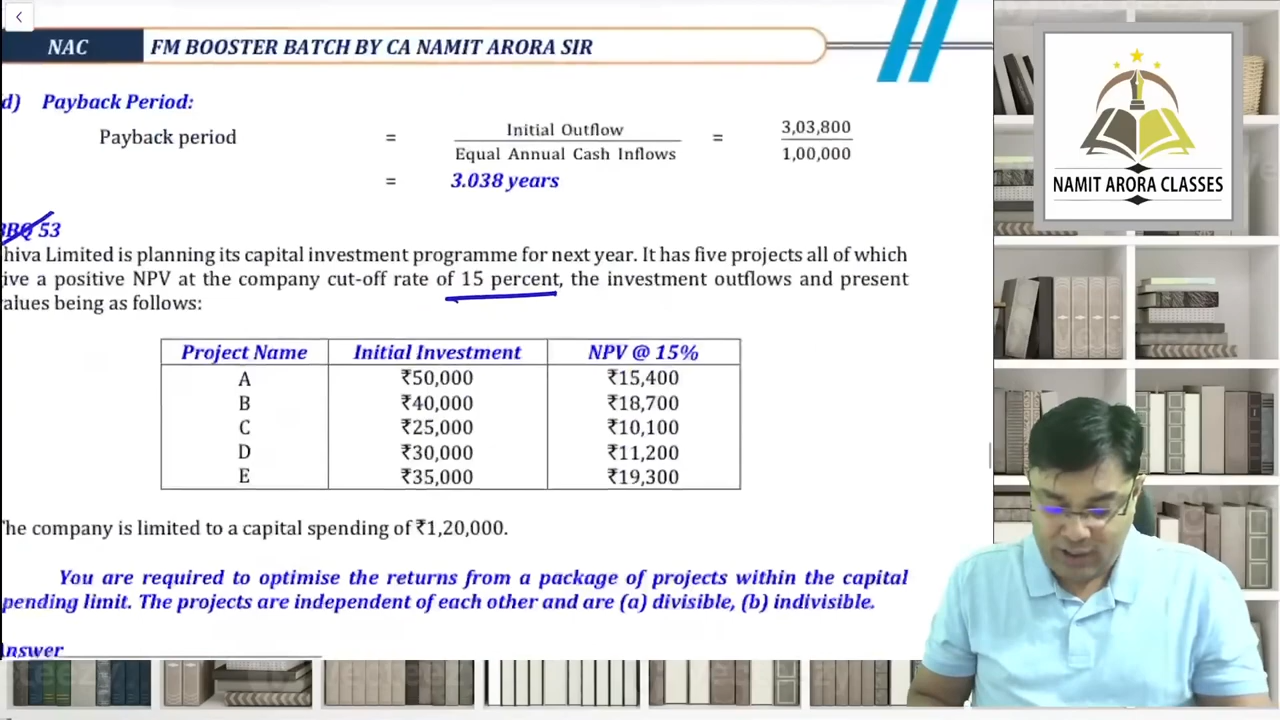 NAC
FM BOOSTER BATCH BY CA NAMIT ARORA SIR
d) Payback Period:
Payback period = Initial Outflow / Equal Annual Cash Inflows = 3,03,800 / 1,00,000
= 3.038 years
BBQ 53
hiva Limited is planning its capital investment programme for next year. It has five projects all of which
ive a positive NPV at the company cut-off rate of 15 percent, the investment outflows and present
alues being as follows:
Project Name Initial Investment NPV @ 15%
A ₹50,000 ₹15,400
B ₹40,000 ₹18,700
C ₹25,000 ₹10,100
D ₹30,000 ₹11,200
E ₹35,000 ₹19,300
The company is limited to a capital spending of ₹1,20,000.
You are required to optimise the returns from a package of projects within the capital
pending limit. The projects are independent of each other and are (a) divisible, (b) indivisible.
nswer
NAMIT ARORA CLASSES